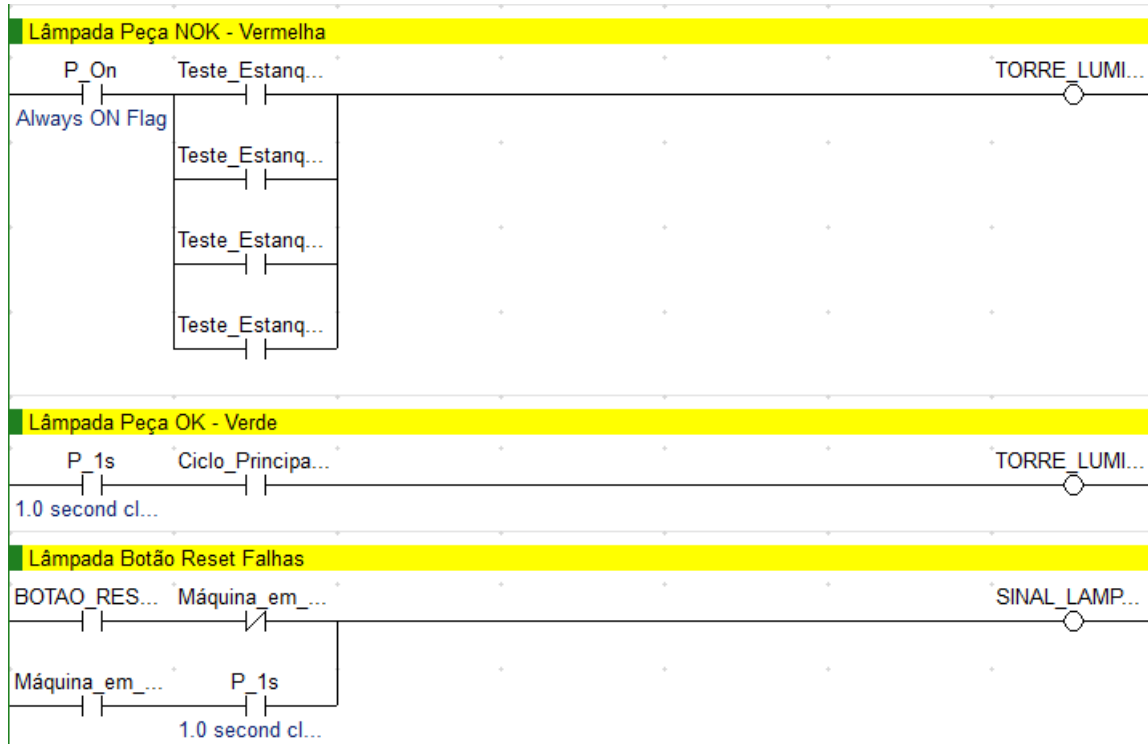 Lâmpada Peça NOK - Vermelha
P_On Teste_Estanq... TORRE_LUMI...
Always ON Flag
Teste_Estanq...
Teste_Estanq...
Teste_Estanq...
Lâmpada Peça OK - Verde
P_1s Ciclo_Principa... TORRE_LUMI...
1.0 second cl...
Lâmpada Botão Reset Falhas
BOTAO_RES... Máquina_em_... SINAL_LAMP...
Máquina_em_... P_1s
1.0 second cl...